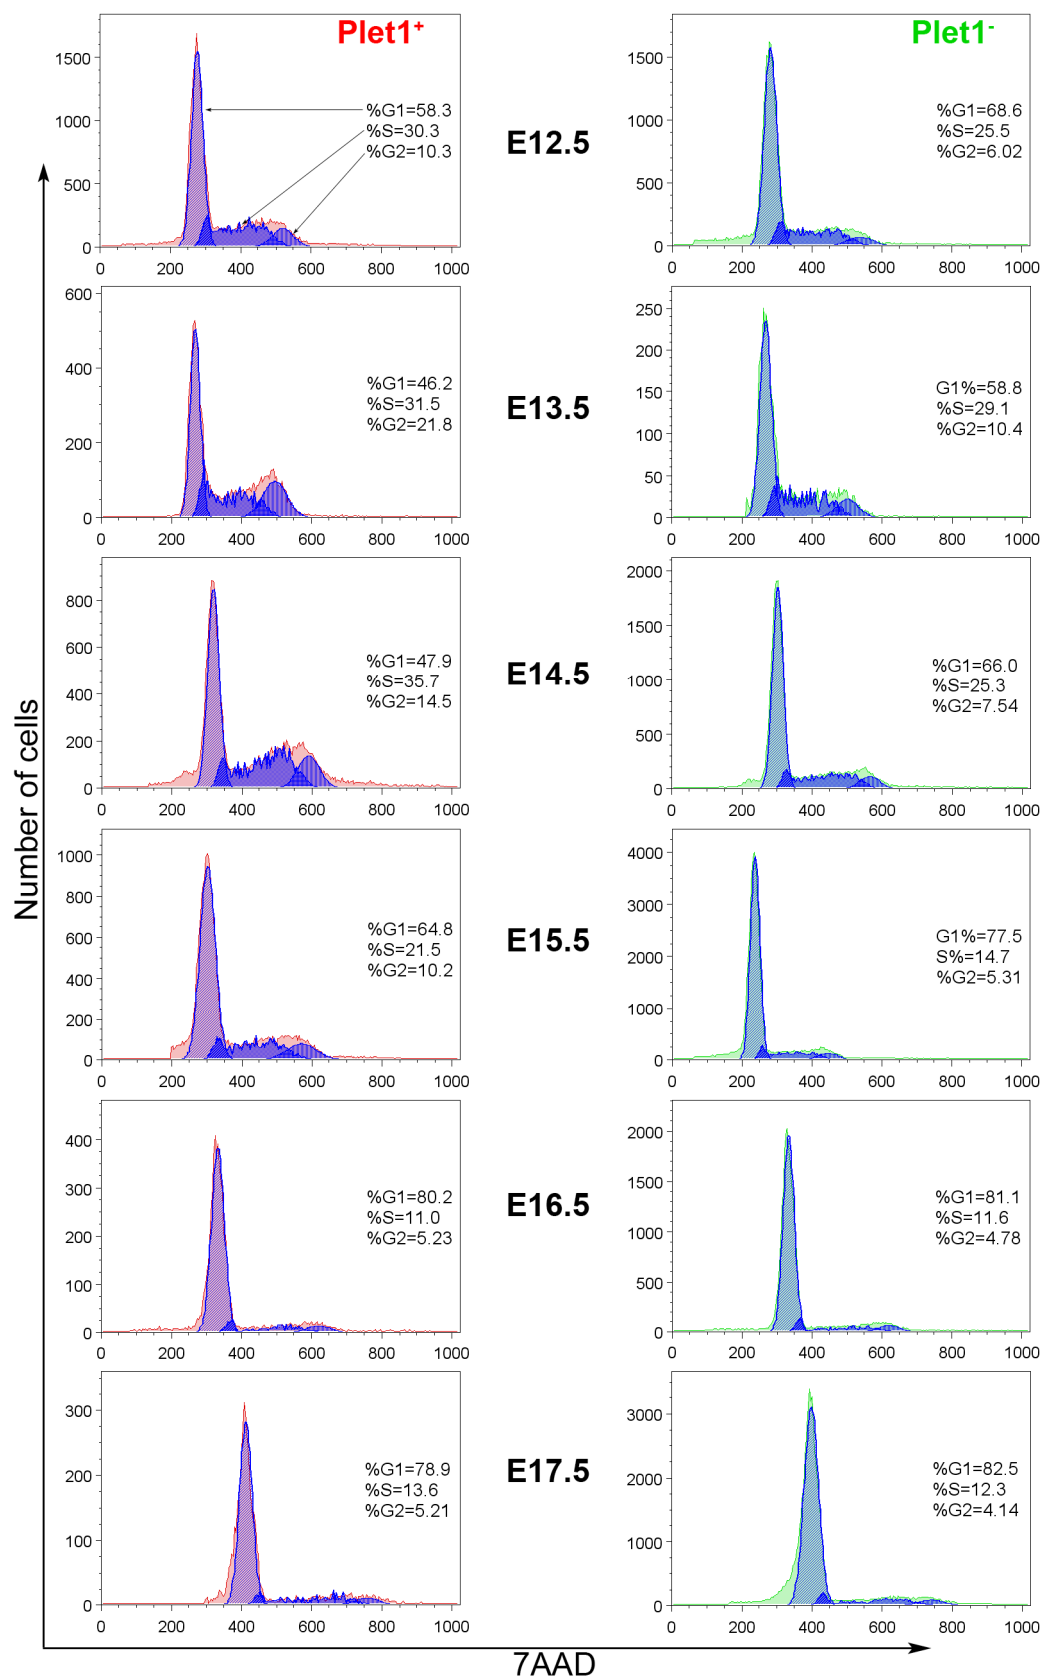 Plet1+
Plet1-
1500
1000
500
0
0 200 400 600 800 1000
%G1=58.3
%S=30.3
%G2=10.3
E12.5
1500
1000
500
0
0 200 400 600 800 1000
%G1=68.6
%S=25.5
%G2=6.02
600
400
200
0
0 200 400 600 800 1000
%G1=46.2
%S=31.5
%G2=21.8
E13.5
250
200
150
100
50
0
0 200 400 600 800 1000
G1%=58.8
%S=29.1
%G2=10.4
800
600
400
200
0
0 200 400 600 800 1000
%G1=47.9
%S=35.7
%G2=14.5
E14.5
2000
1500
1000
500
0
0 200 400 600 800 1000
%G1=66.0
%S=25.3
%G2=7.54
1000
800
600
400
200
0
0 200 400 600 800 1000
%G1=64.8
%S=21.5
%G2=10.2
E15.5
4000
3000
2000
1000
0
0 200 400 600 800 1000
G1%=77.5
S%=14.7
%G2=5.31
400
300
200
100
0
0 200 400 600 800 1000
%G1=80.2
%S=11.0
%G2=5.23
E16.5
2000
1500
1000
500
0
0 200 400 600 800 1000
%G1=81.1
%S=11.6
%G2=4.78
300
200
100
0
0 200 400 600 800 1000
%G1=78.9
%S=13.6
%G2=5.21
E17.5
3000
2000
1000
0
0 200 400 600 800 1000
%G1=82.5
%S=12.3
%G2=4.14
Number of cells
7AAD